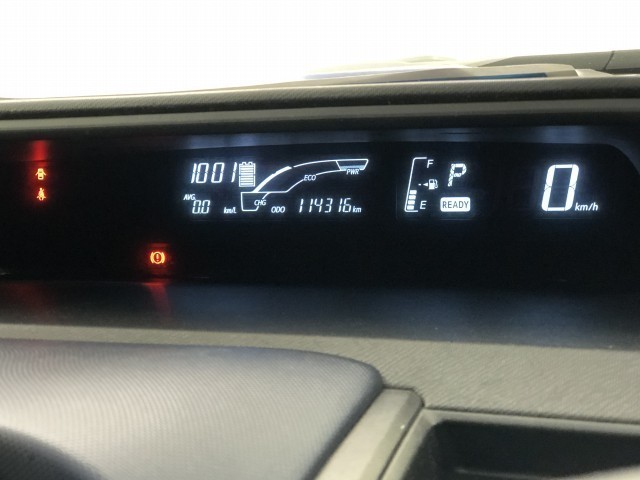 1001
ECO
PWR
AVG
0.0 km/L
CHG
ODO 114316 km
F
P
E
READY
0 km/h